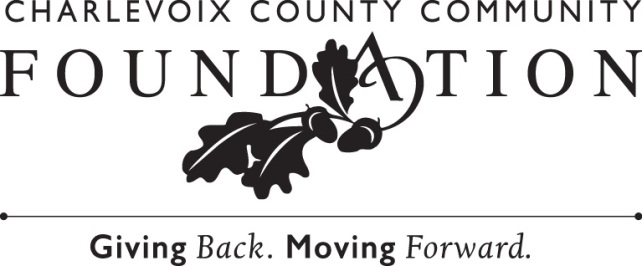 CHARLEVOIX COUNTY COMMUNITY
FOUNDATION
Giving Back. Moving Forward.